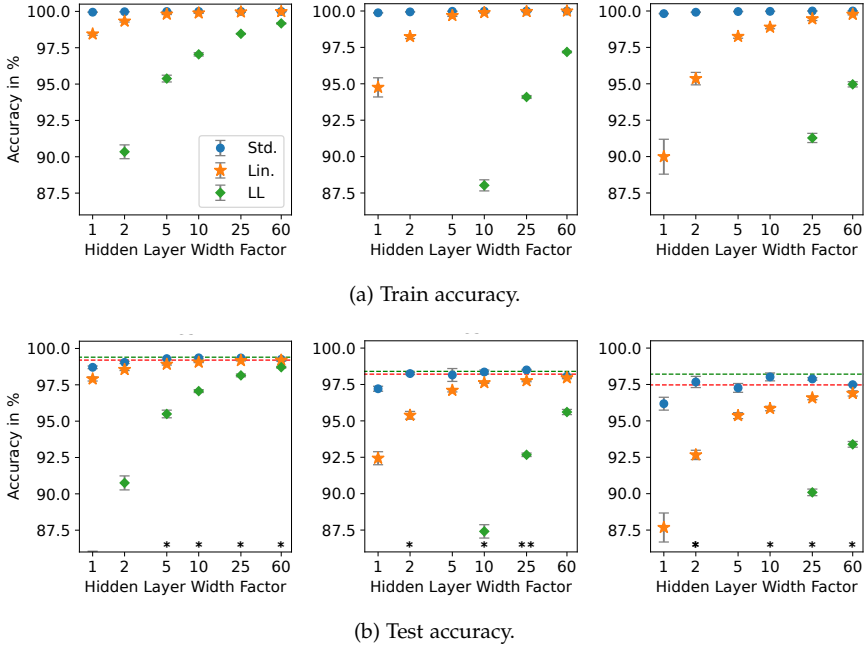 100.0 100.0 100.0
97.5 97.5 97.5
95.0 95.0 95.0
92.5 92.5 92.5
90.0 90.0 90.0
87.5 87.5 87.5
Accuracy in %
Std.
Lin.
LL
1 2 5 10 25 60 1 2 5 10 25 60 1 2 5 10 25 60
Hidden Layer Width Factor Hidden Layer Width Factor Hidden Layer Width Factor
(a) Train accuracy.
100.0 100.0 100.0
97.5 97.5 97.5
95.0 95.0 95.0
92.5 92.5 92.5
90.0 90.0 90.0
87.5 87.5 87.5
Accuracy in %
* * * * * * ** * * * *
1 2 5 10 25 60 1 2 5 10 25 60 1 2 5 10 25 60
Hidden Layer Width Factor Hidden Layer Width Factor Hidden Layer Width Factor
(b) Test accuracy.